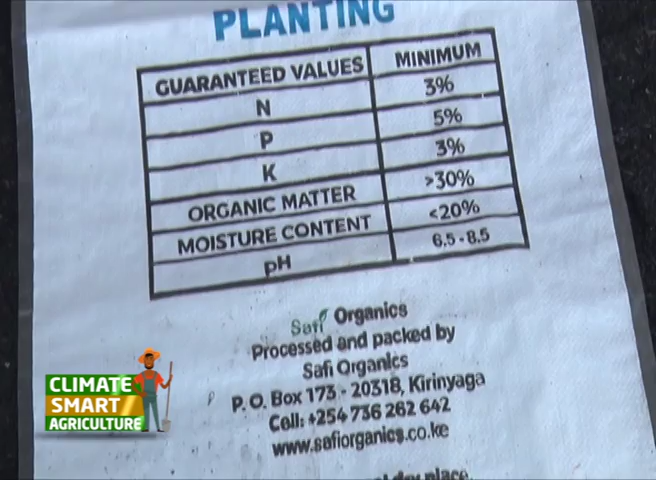 PLANTING
GUARANTEED VALUES MINIMUM
N 3%
P 5%
K 3%
ORGANIC MATTER >30%
MOISTURE CONTENT <20%
pH 6.5 - 8.5
Safi Organics
Processed and packed by
Safi Organics
P. O. Box 173 - 20318, Kirinyaga
Cell: +254 736 262 642
www.safiorganics.co.ke
dry place
CLIMATE
SMART
AGRICULTURE